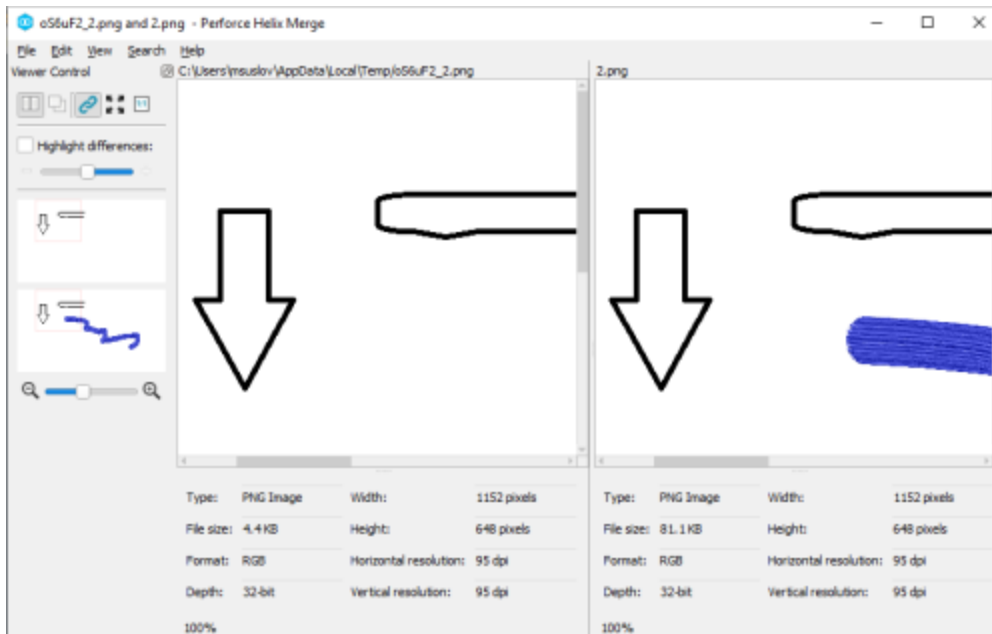 oS6uF2_2.png and 2.png - Perforce Helix Merge
File Edit View Search Help
Viewer Control
C:\Users\msuslov\AppData\Local\Temp/oS6uF2_2.png
2.png
1:1
Highlight differences:
Type: PNG Image Width: 1152 pixels
File size: 4.4 KB Height: 648 pixels
Format: RGB Horizontal resolution: 95 dpi
Depth: 32-bit Vertical resolution: 95 dpi
100%
Type: PNG Image Width: 1152 pixels
File size: 81.1 KB Height: 648 pixels
Format: RGB Horizontal resolution: 95 dpi
Depth: 32-bit Vertical resolution: 95 dpi
100%